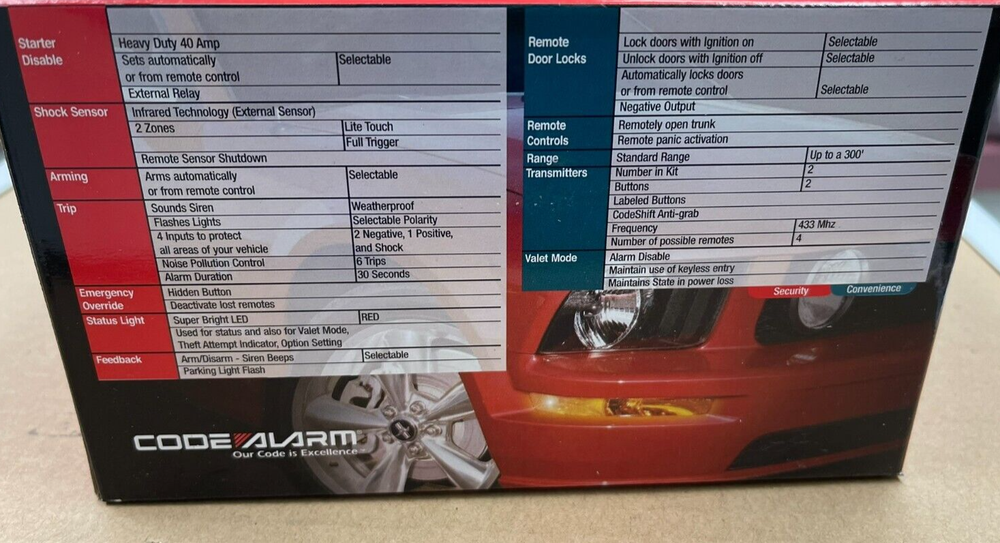 Starter
Disable
Heavy Duty 40 Amp
Sets automatically
or from remote control
Selectable
External Relay
Shock Sensor
Infrared Technology (External Sensor)
2 Zones
Lite Touch
Full Trigger
Remote Sensor Shutdown
Arming
Arms automatically
or from remote control
Selectable
Trip
Sounds Siren
Weatherproof
Flashes Lights
Selectable Polarity
4 Inputs to protect
all areas of your vehicle
2 Negative, 1 Positive,
and Shock
Noise Pollution Control
6 Trips
Alarm Duration
30 Seconds
Emergency
Override
Hidden Button
Deactivate lost remotes
Status Light
Super Bright LED
RED
Used for status and also for Valet Mode,
Theft Attempt Indicator, Option Setting
Feedback
Arm/Disarm - Siren Beeps
Selectable
Parking Light Flash
Remote
Door Locks
Lock doors with Ignition on
Selectable
Unlock doors with Ignition off
Selectable
Automatically locks doors
or from remote control
Selectable
Negative Output
Remote
Controls
Remotely open trunk
Remote panic activation
Range
Transmitters
Standard Range
Up to a 300'
Number in Kit
2
Buttons
2
Labeled Buttons
CodeShift Anti-grab
Frequency
433 Mhz
Number of possible remotes
4
Valet Mode
Alarm Disable
Maintain use of keyless entry
Maintains State in power loss
Security
Convenience
CODE ALARM
Our Code is Excellence